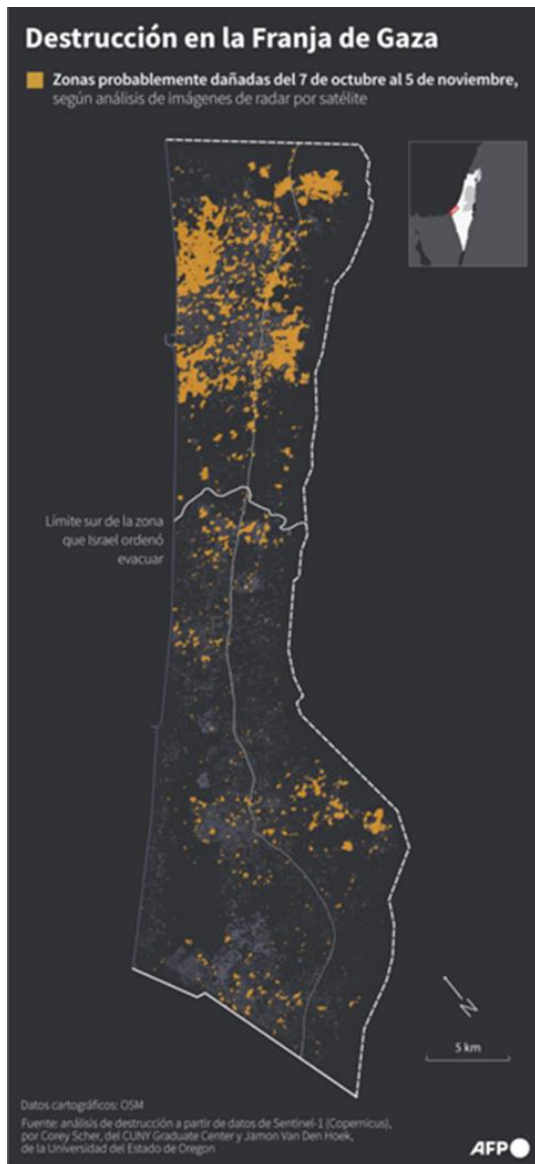 Destrucción en la Franja de Gaza
Zonas probablemente dañadas del 7 de octubre al 5 de noviembre,
según análisis de imágenes de radar por satélite
Límite sur de la zona
que Israel ordenó
evacuar
N
5 km
Datos cartográficos: OSM
Fuente: análisis de destrucción a partir de datos de Sentinel-1 (Copernicus),
por Corey Scher, del CUNY Graduate Center y Jamon Van Den Hoek,
de la Universidad del Estado de Oregon
AFP